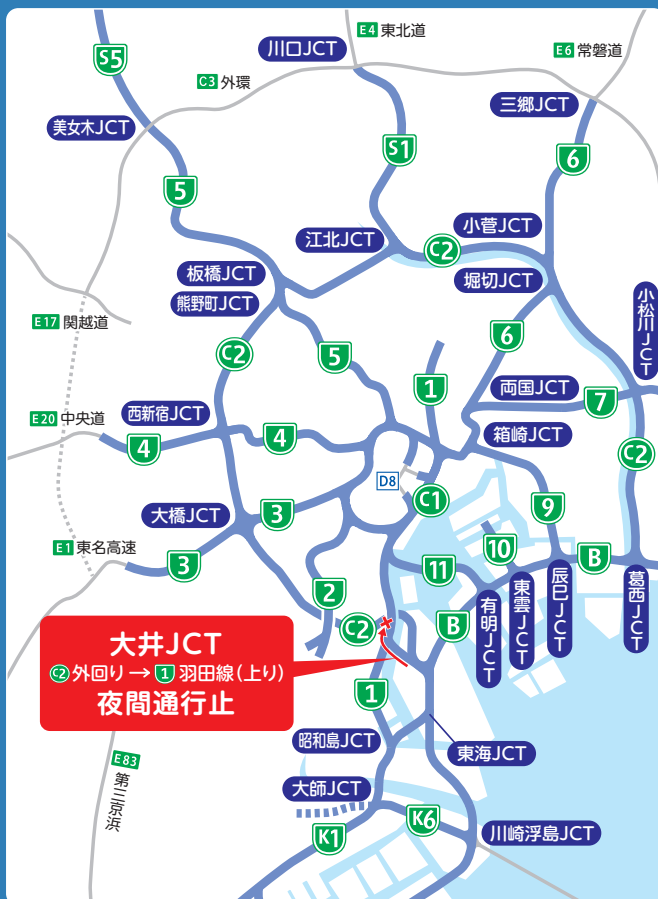 E4 東北道
川口JCT
S5
E6 常磐道
C3 外環
三郷JCT
美女木JCT
S1
6
5
小菅JCT
江北JCT
C2
板橋JCT
堀切JCT
熊野町JCT
小松川JCT
E17 関越道
6
C2
5
1
両国JCT
7
西新宿JCT
E20 中央道
4
4
箱崎JCT
C2
D8
C1
9
大橋JCT
3
E1 東名高速
3
10
B
11
2
有明JCT
東雲JCT
辰巳JCT
葛西JCT
C2
B
大井JCT
C2 外回り → 1 羽田線(上り)
夜間通行止
1
昭和島JCT
東海JCT
E83 第三京浜
大師JCT
K6
K1
川崎浮島JCT